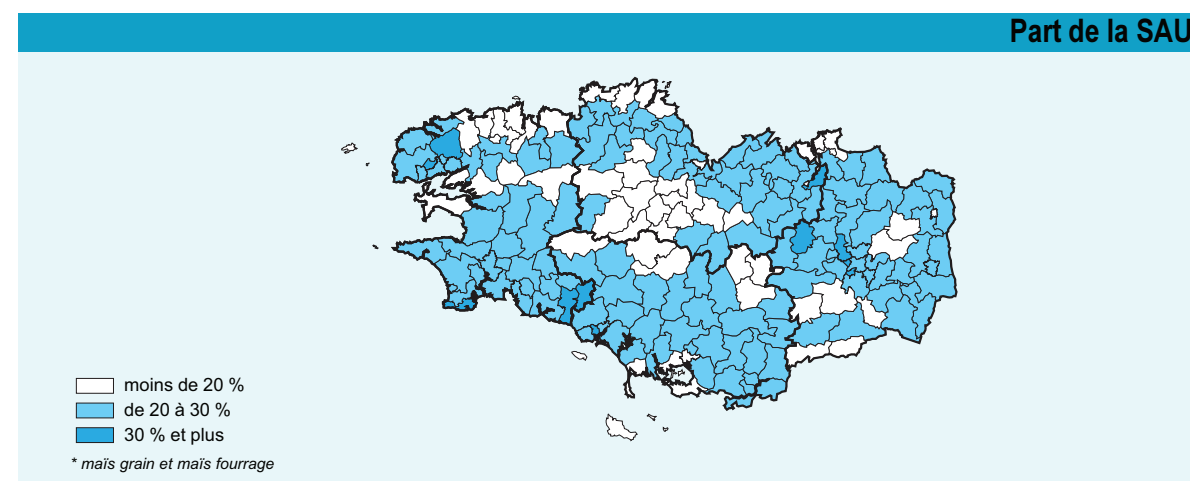 Part de la SAU
moins de 20 %
de 20 à 30 %
30 % et plus
* maïs grain et maïs fourrage